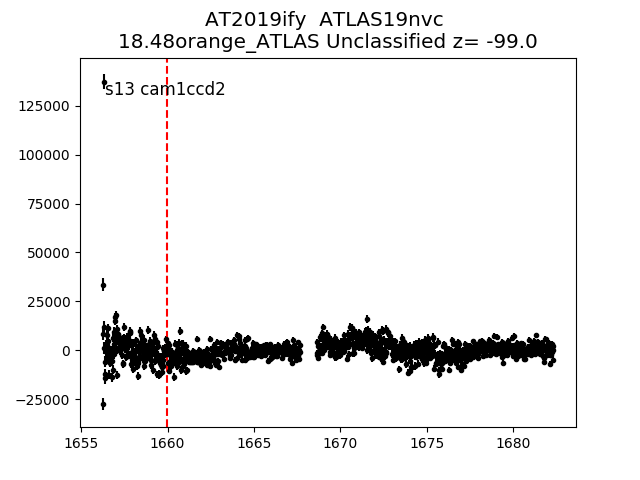 AT2019ify ATLAS19nvc
18.48orange_ATLAS Unclassified z= -99.0
s13 cam1ccd2
125000
100000
75000
50000
25000
0
−25000
1655 1660 1665 1670 1675 1680